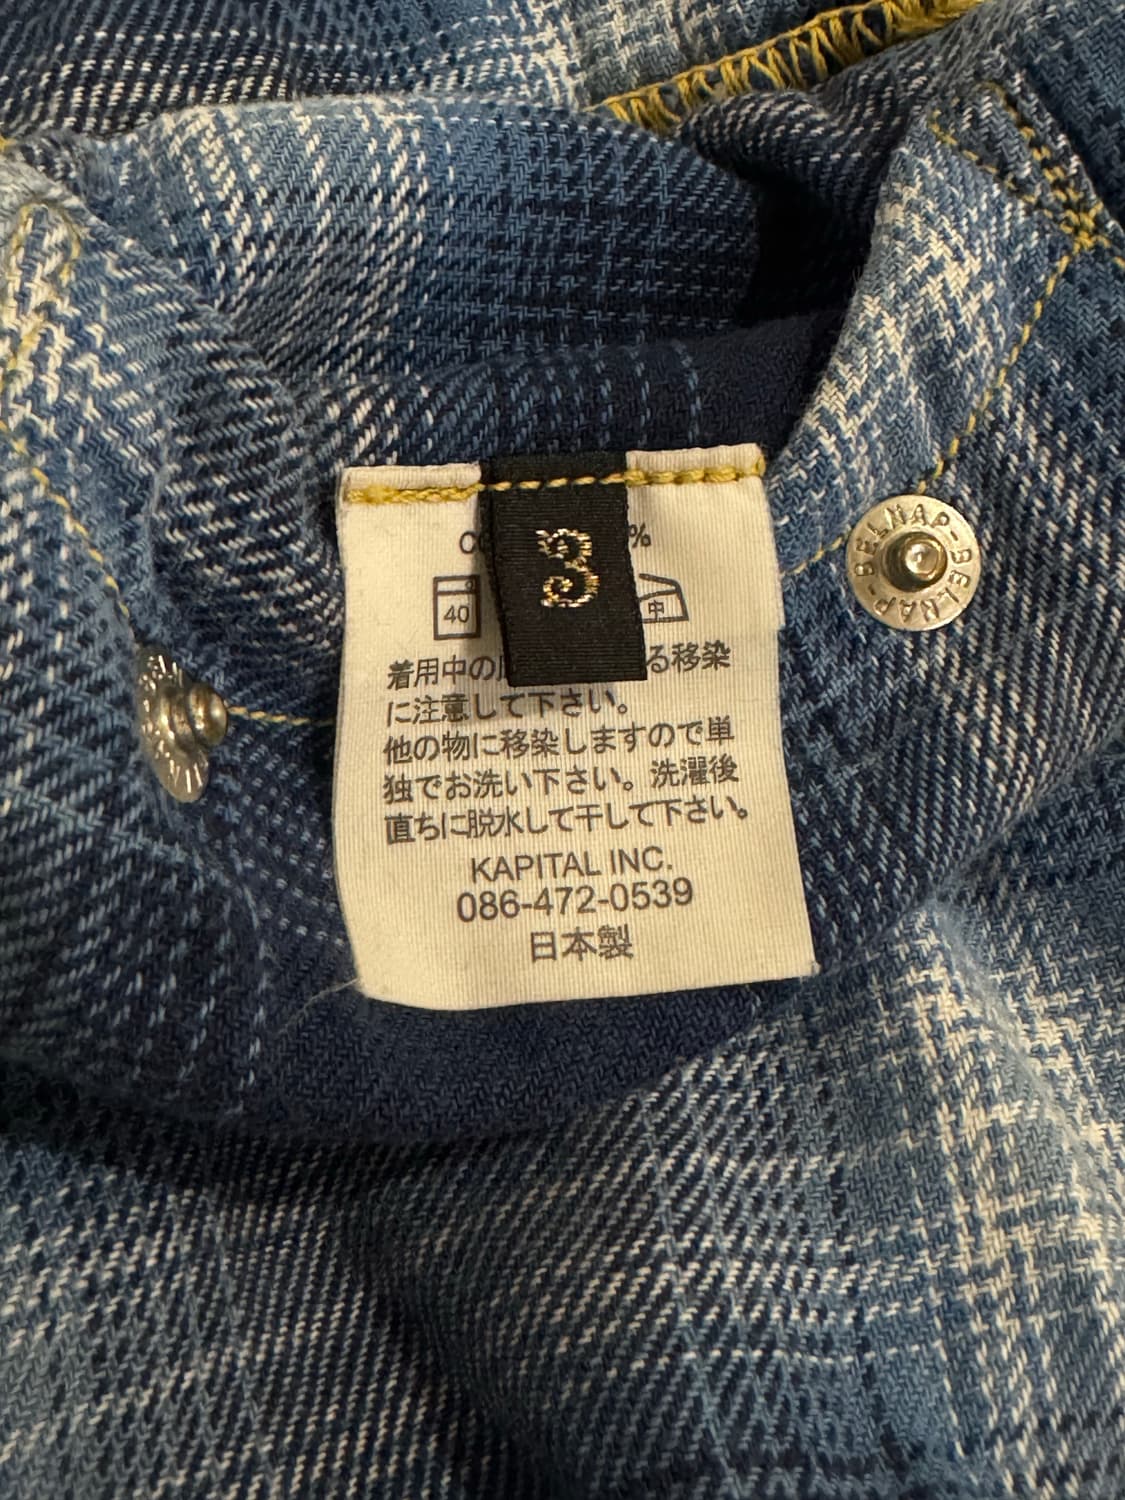 3
%
40
中
着用中の
る移染
に注意して下さい。
他の物に移染しますので単
独でお洗い下さい。洗濯後
直ちに脱水して干して下さい。
KAPITAL INC.
086-472-0539
日本製
BELNAP-BELNAP-